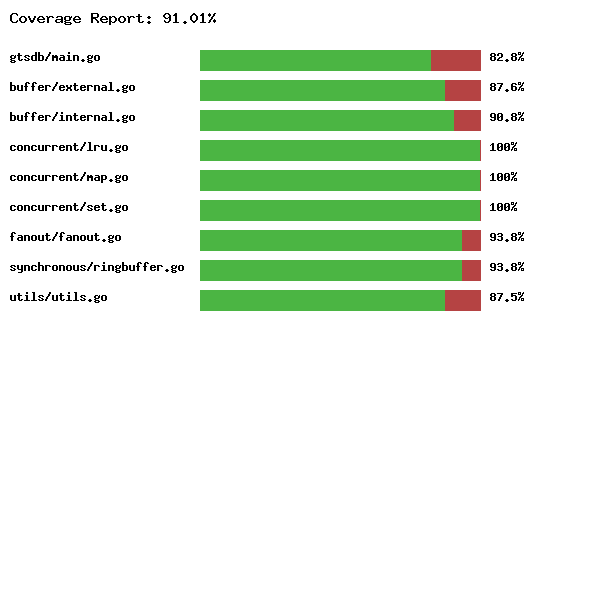 Coverage Report: 91.01%
gtsdb/main.go 82.8%
buffer/external.go 87.6%
buffer/internal.go 90.8%
concurrent/lru.go 100%
concurrent/map.go 100%
concurrent/set.go 100%
fanout/fanout.go 93.8%
synchronous/ringbuffer.go 93.8%
utils/utils.go 87.5%